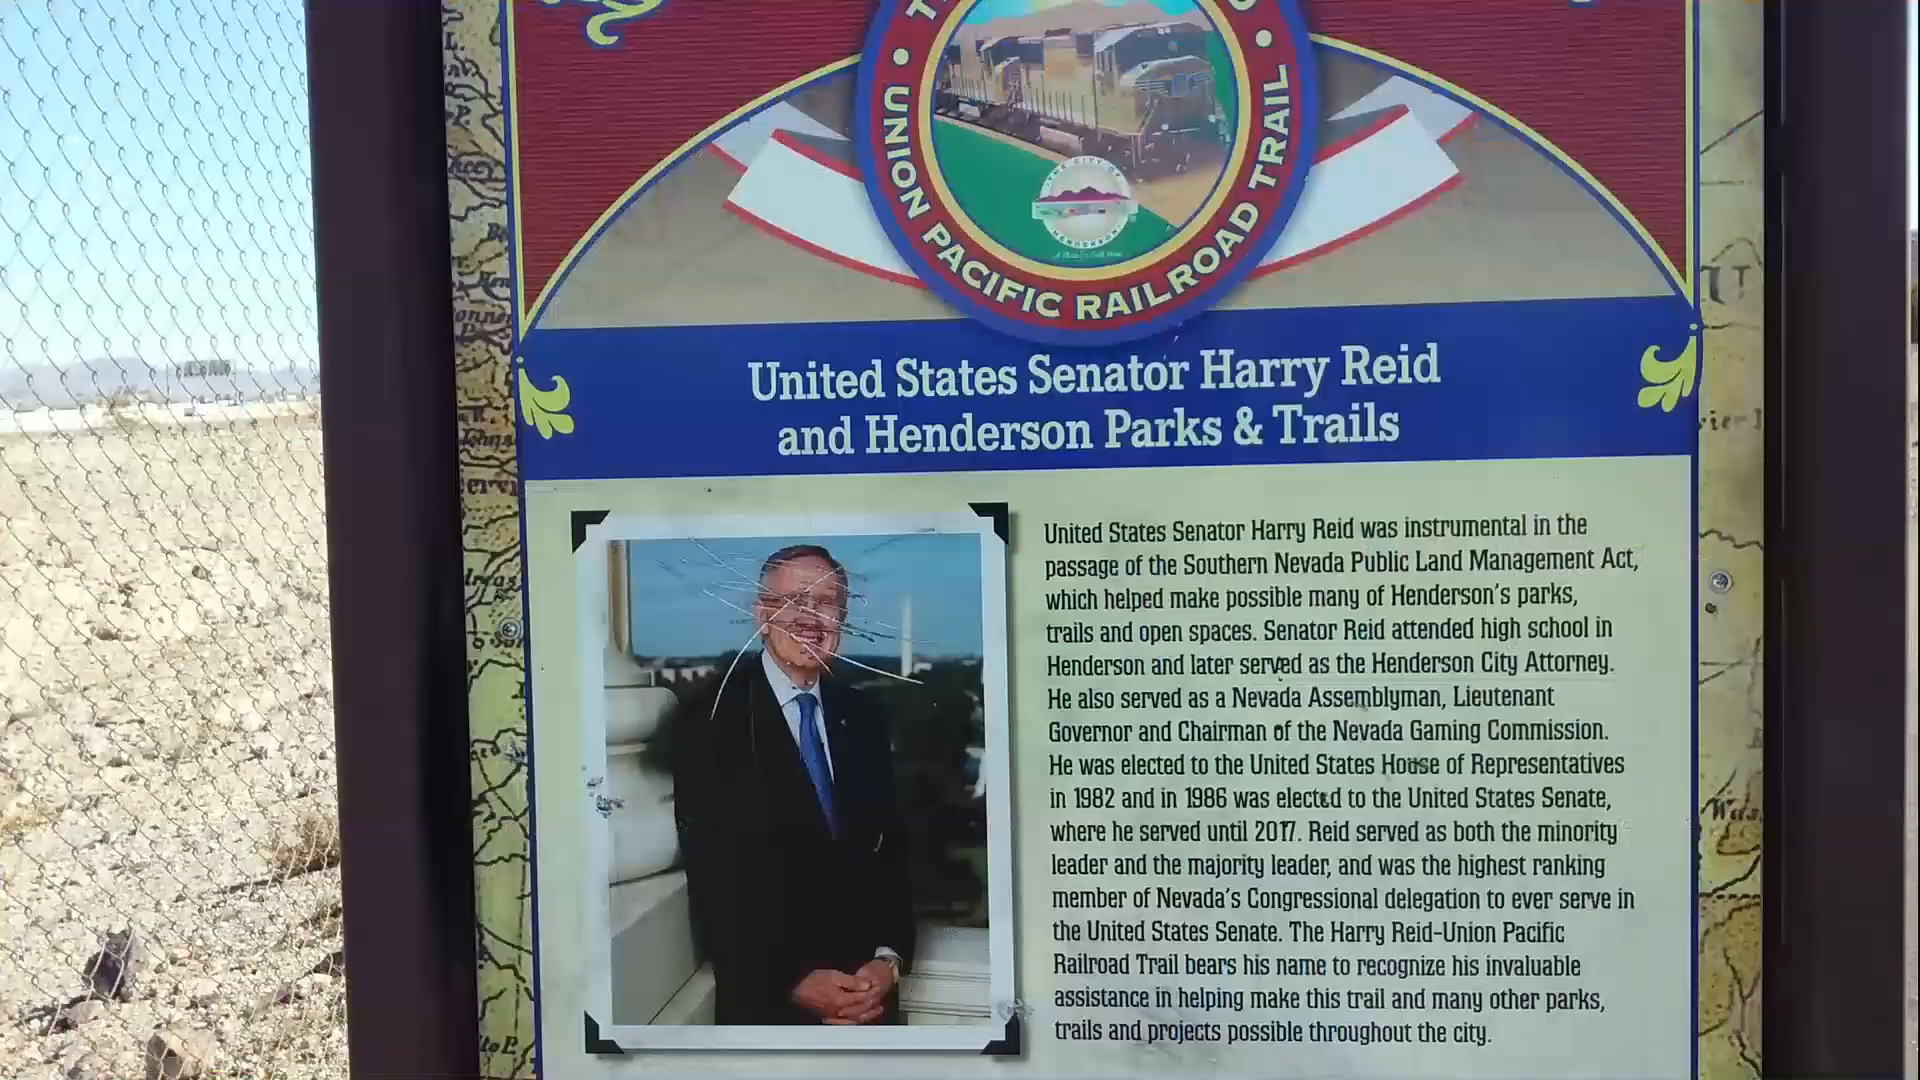 UNION PACIFIC RAILROAD TRAIL
THE CITY OF
HENDERSON
United States Senator Harry Reid
and Henderson Parks & Trails
United States Senator Harry Reid was instrumental in the
passage of the Southern Nevada Public Land Management Act,
which helped make possible many of Henderson's parks,
trails and open spaces. Senator Reid attended high school in
Henderson and later served as the Henderson City Attorney.
He also served as a Nevada Assemblyman, Lieutenant
Governor and Chairman of the Nevada Gaming Commission.
He was elected to the United States House of Representatives
in 1982 and in 1986 was elected to the United States Senate,
where he served until 2017. Reid served as both the minority
leader and the majority leader, and was the highest ranking
member of Nevada's Congressional delegation to ever serve in
the United States Senate. The Harry Reid-Union Pacific
Railroad Trail bears his name to recognize his invaluable
assistance in helping make this trail and many other parks,
trails and projects possible throughout the city.